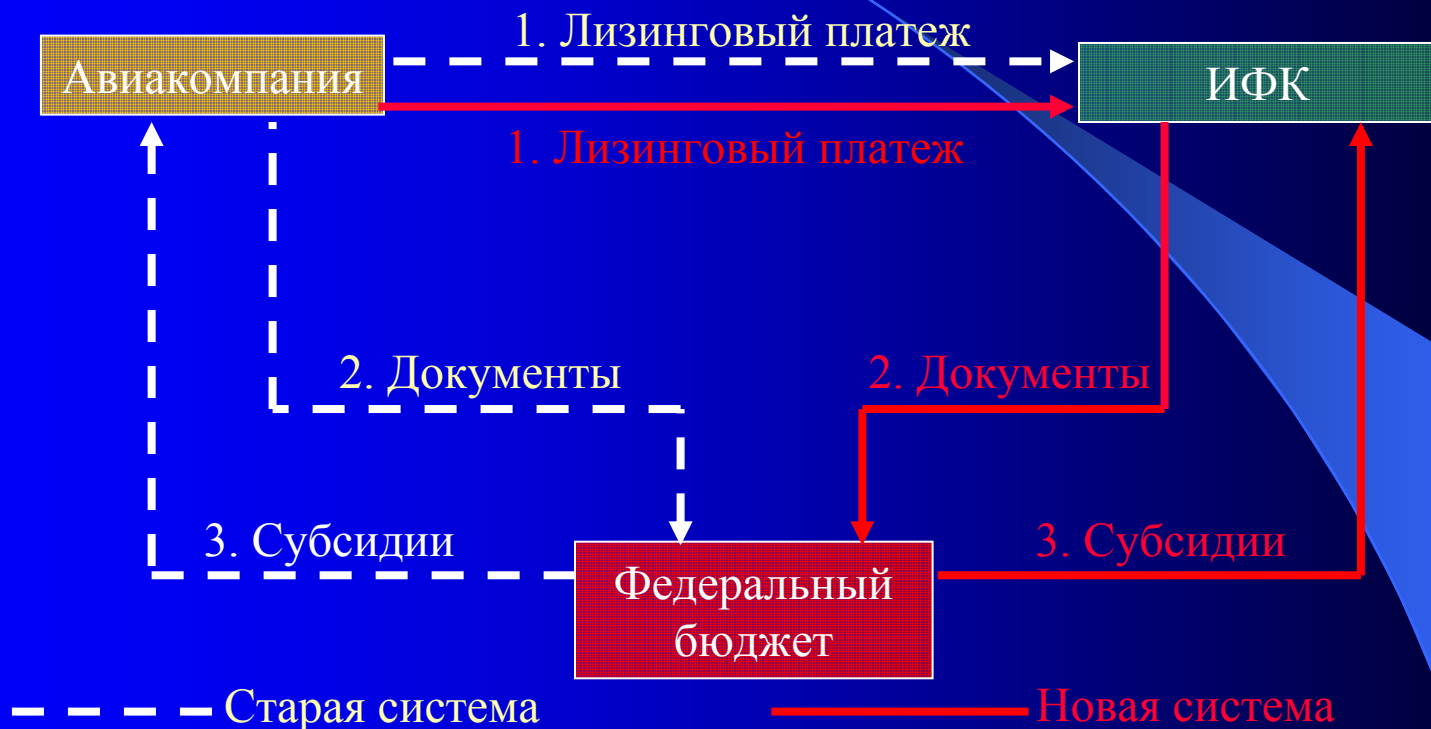 1. Лизинговый платеж
Авиакомпания
ИФК
1. Лизинговый платеж
2. Документы
2. Документы
3. Субсидии
3. Субсидии
Федеральный
бюджет
Старая система
Новая система